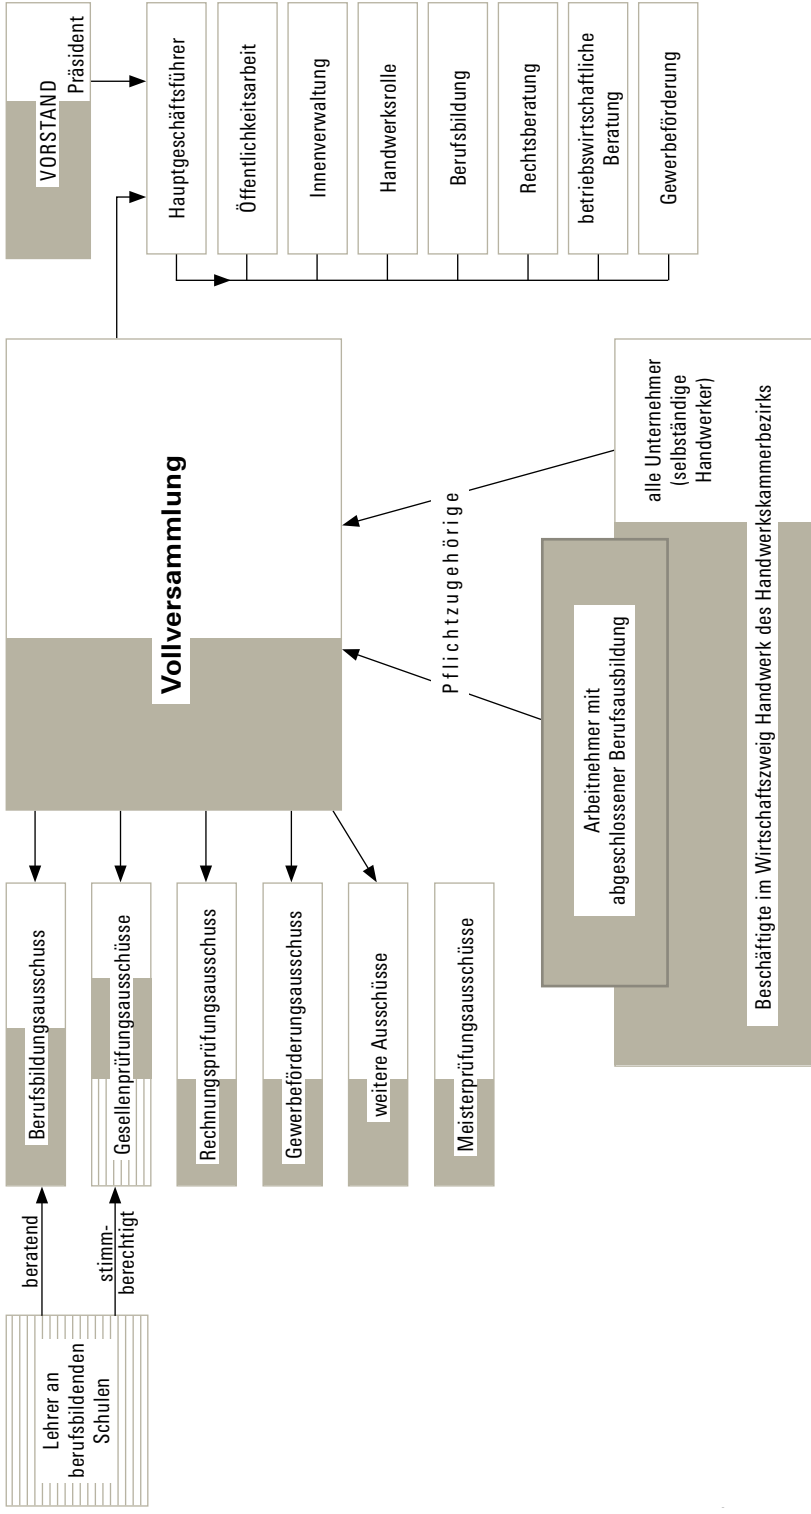 Lehrer an
berufsbildenden
Schulen
beratend
stimm-
berechtigt
Berufsbildungsausschuss
Gesellenprüfungsausschüsse
Rechnungsprüfungsausschuss
Gewerbeförderungsausschuss
weitere Ausschüsse
Meisterprüfungsausschüsse
Vollversammlung
VORSTAND
Präsident
Hauptgeschäftsführer
Öffentlichkeitsarbeit
Innenverwaltung
Handwerksrolle
Berufsbildung
Rechtsberatung
betriebswirtschaftliche
Beratung
Gewerbeförderung
Pflichtzugehörige
Arbeitnehmer mit
abgeschlossener Berufsausbildung
alle Unternehmer
(selbständige
Handwerker)
Beschäftigte im Wirtschaftszweig Handwerk des Handwerkskammerbezirks